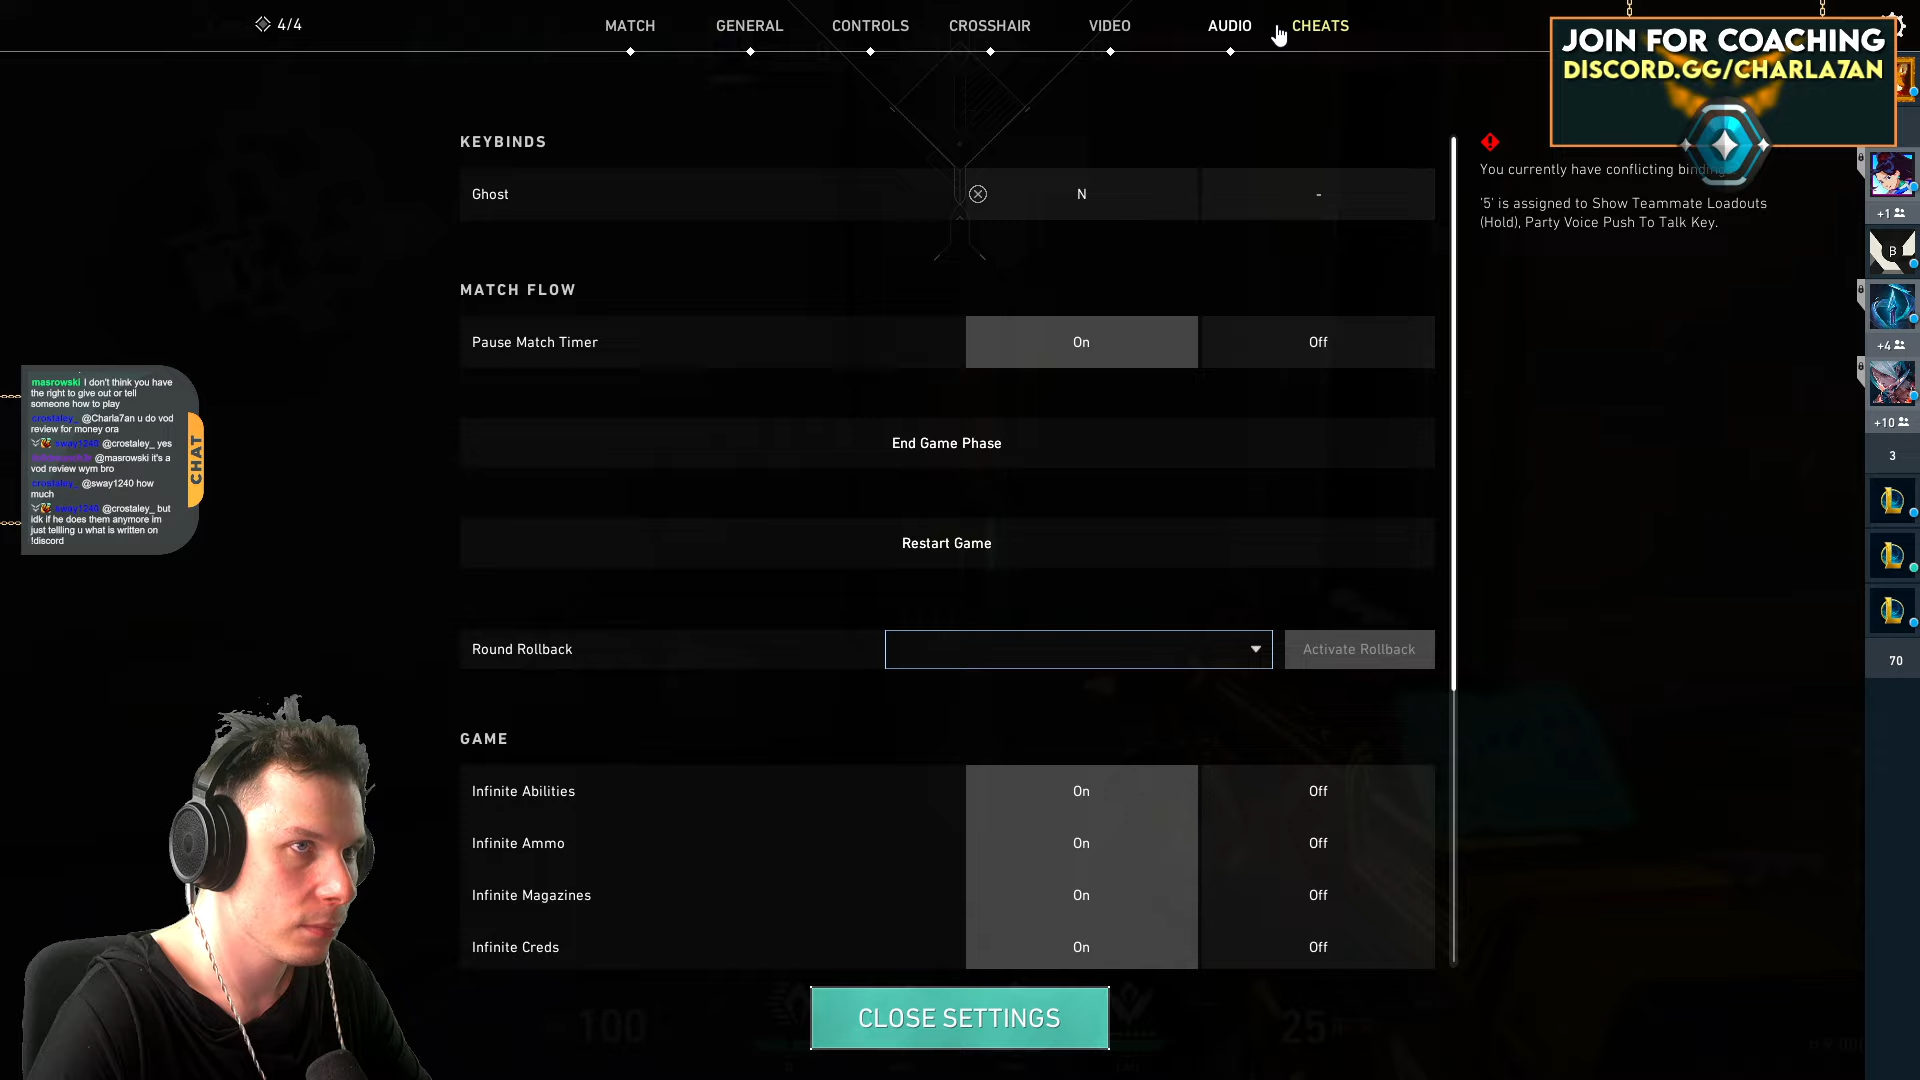 4/4
MATCH
GENERAL
CONTROLS
CROSSHAIR
VIDEO
AUDIO
CHEATS
JOIN FOR COACHING
DISCORD.GG/CHARLA7AN
KEYBINDS
Ghost
N
-
You currently have conflicting
'5' is assigned to Show Teammate Loadouts
(Hold), Party Voice Push To Talk Key.
MATCH FLOW
Pause Match Timer
On
Off
End Game Phase
Restart Game
Round Rollback
Activate Rollback
GAME
Infinite Abilities
On
Off
Infinite Ammo
On
Off
Infinite Magazines
On
Off
Infinite Creds
On
Off
CLOSE SETTINGS
100
25
masrowski I don't think you have
the right to give out or tell
someone how to play
crostaley_ @Charla7an u do vod
review for money ora
sway1240 @crostaley_ yes
@masrowski it's a
vod review wym bro
crostaley_ @sway1240 how
much
sway1240 @crostaley_ but
idk if he does them anymore im
just tellling u what is written on
!discord
CHAT
+1
B
+4
+10
3
70